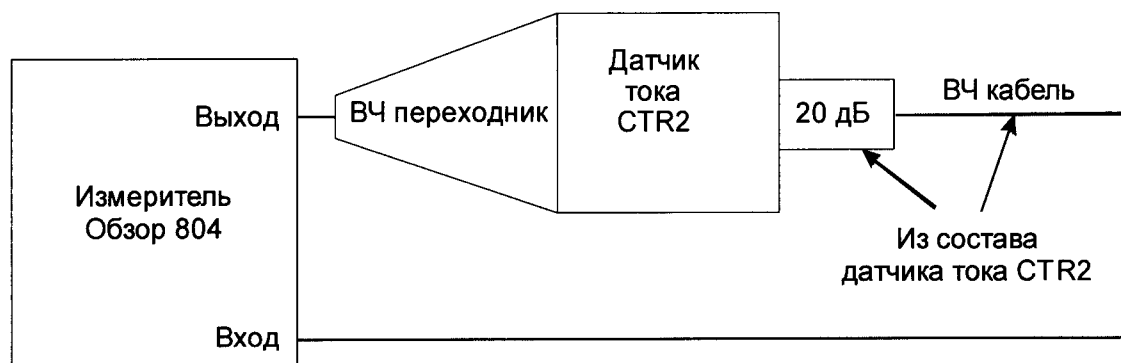 Датчик
тока
CTR2
ВЧ кабель
Выход
ВЧ переходник
20 дБ
Измеритель
Обзор 804
Из состава
датчика тока CTR2
Вход